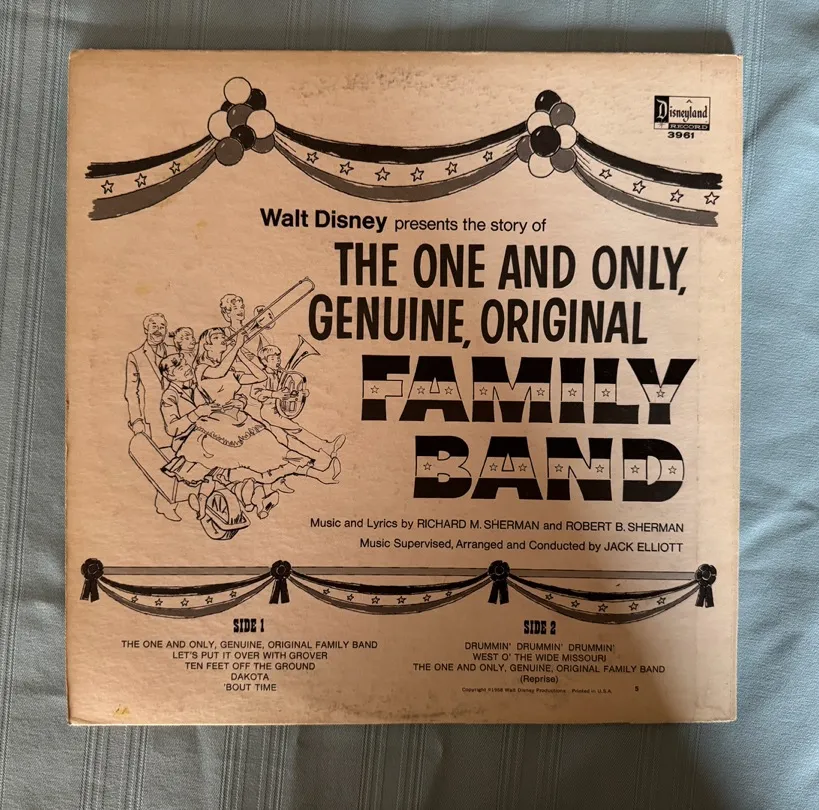 Disneyland
RECORD
3961
Walt Disney presents the story of
THE ONE AND ONLY,
GENUINE, ORIGINAL
FAMILY
BAND
Music and Lyrics by RICHARD M. SHERMAN and ROBERT B. SHERMAN
Music Supervised, Arranged and Conducted by JACK ELLIOTT
SIDE 1
THE ONE AND ONLY, GENUINE, ORIGINAL FAMILY BAND
LET'S PUT IT OVER WITH GROVER
TEN FEET OFF THE GROUND
DAKOTA
'BOUT TIME
SIDE 2
DRUMMIN' DRUMMIN' DRUMMIN'
WEST O' THE WIDE MISSOURI
THE ONE AND ONLY, GENUINE, ORIGINAL FAMILY BAND
(Reprise)
Copyright ©1968 Walt Disney Productions Printed in U.S.A. S